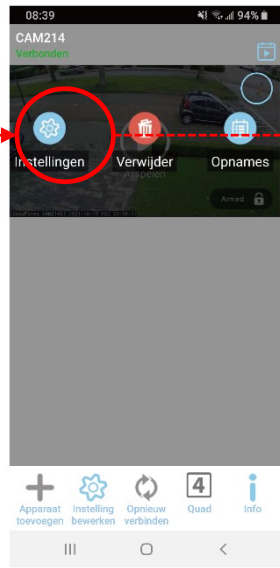 08:39
94%
CAM214
Verbonden
Instellingen
Verwijder
Opnames
Afspelen
Armed
Apparaat
toevoegen
Instelling
bewerken
Opnieuw
verbinden
4
Quad
Info